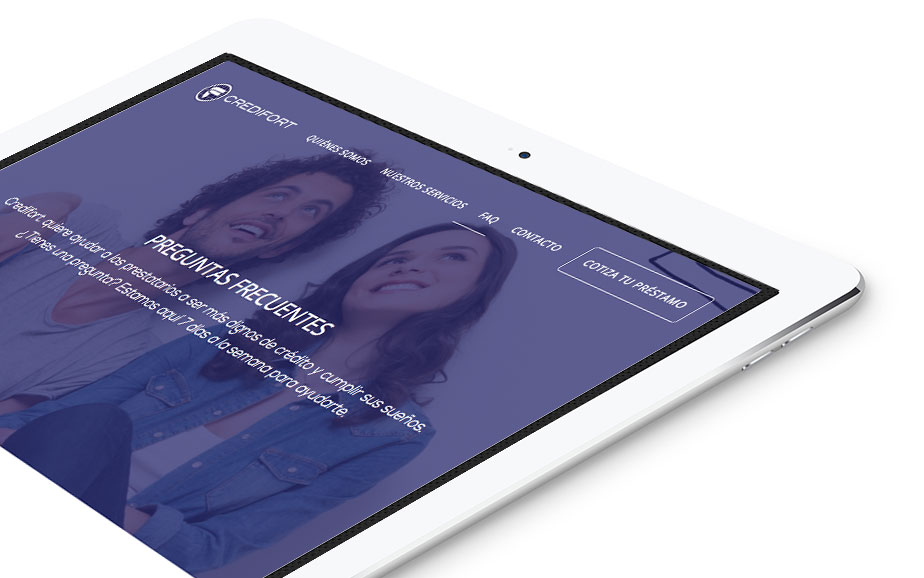 CREDIFORT
QUIÉNES SOMOS
NUESTROS SERVICIOS
FAQ
CONTACTO
COTIZA TU PRÉSTAMO
PREGUNTAS FRECUENTES
Credifort quiere ayudar a los prestatarios a ser más dignos de crédito y cumplir sus sueños.
¿Tienes una pregunta? Estamos aquí 7 días a la semana para ayudarte,